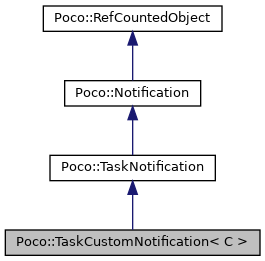 Poco::RefCountedObject
Poco::Notification
Poco::TaskNotification
Poco::TaskCustomNotification< C >